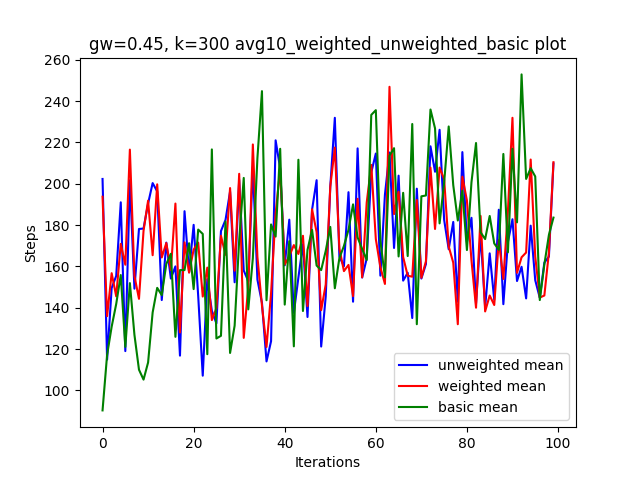 gw=0.45, k=300 avg10_weighted_unweighted_basic plot
260
240
220
200
180
160
140
120
100
Steps
0
20
40
60
80
100
Iterations
unweighted mean
weighted mean
basic mean